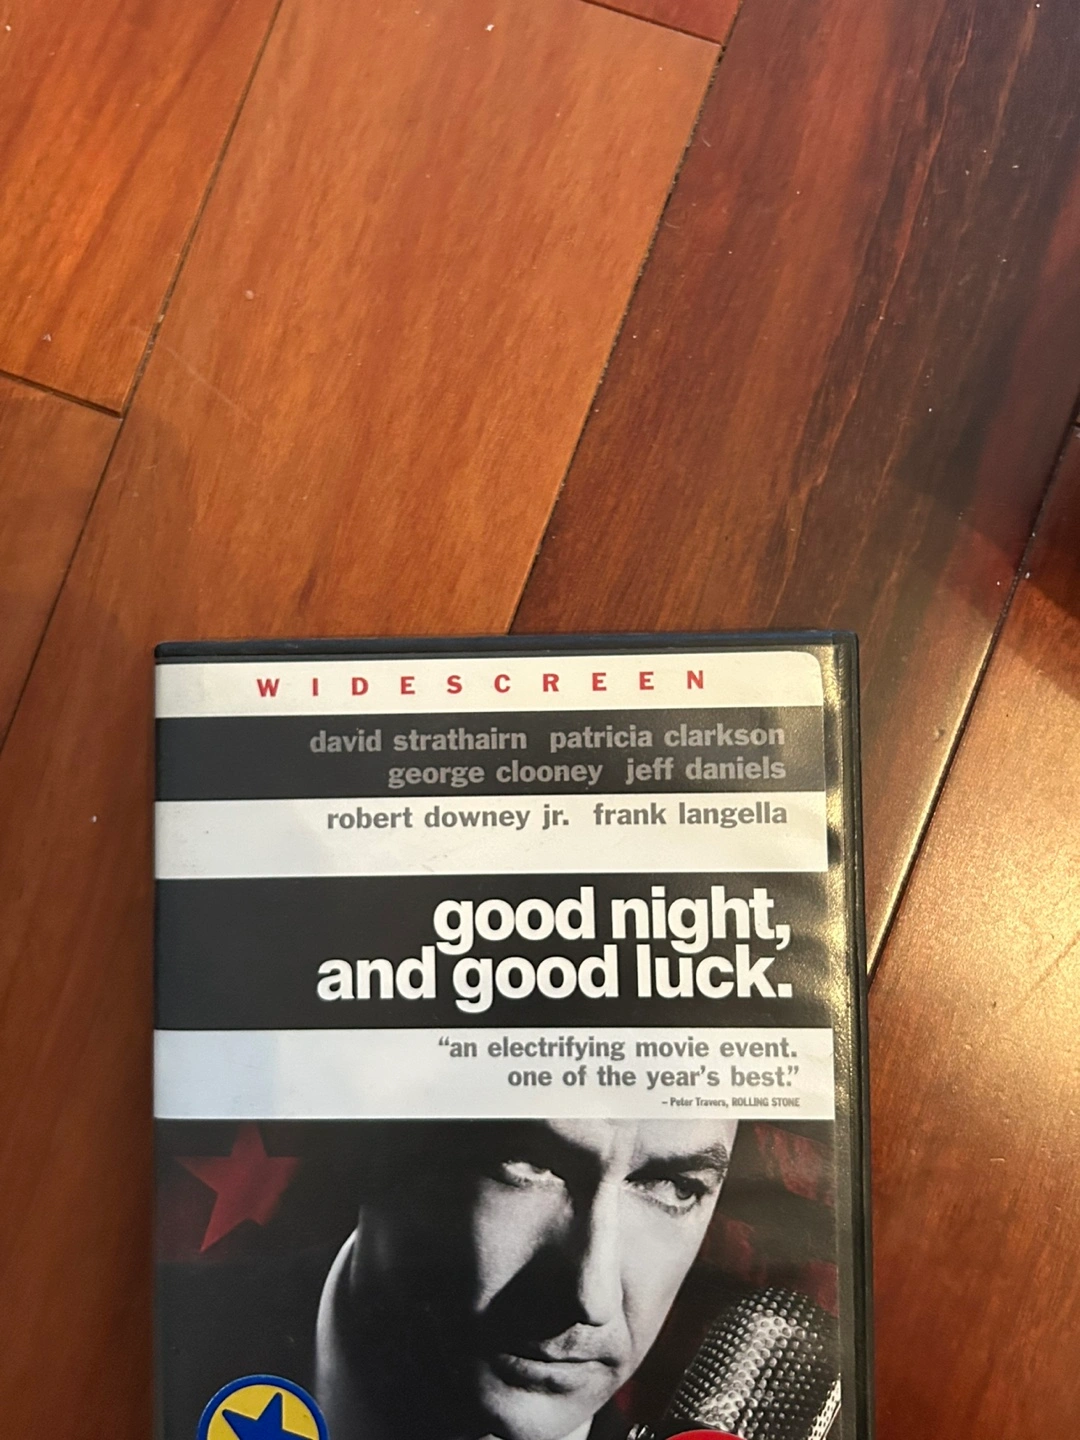 WIDESCREEN
david strathairn patricia clarkson
george clooney jeff daniels
robert downey jr. frank langella
good night,
and good luck.
“an electrifying movie event.
one of the year’s best.”
– Peter Travers, ROLLING STONE